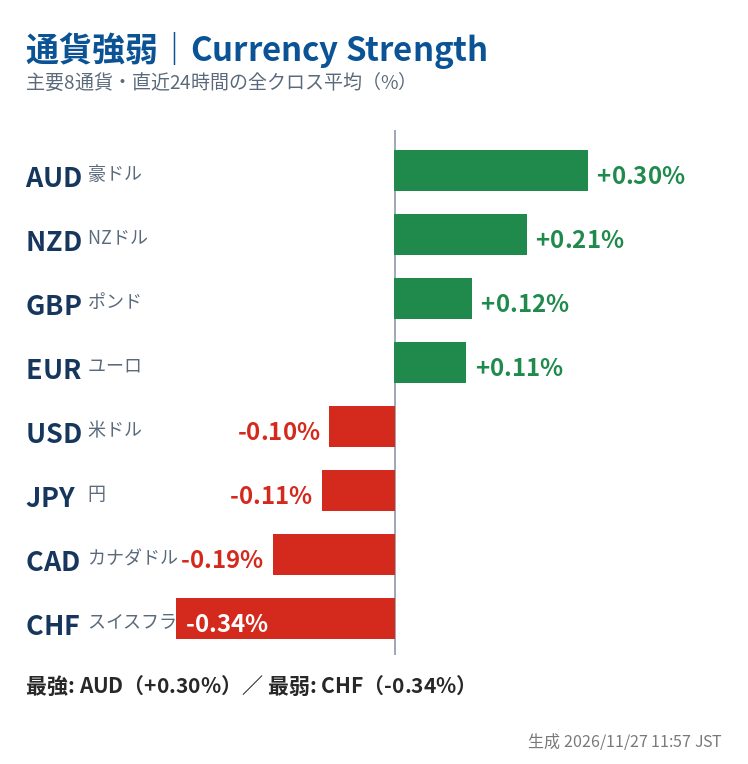 通貨強弱｜Currency Strength
主要8通貨・直近24時間の全クロス平均（%）
AUD 豪ドル +0.30%
NZD NZドル +0.21%
GBP ポンド +0.12%
EUR ユーロ +0.11%
USD 米ドル -0.10%
JPY 円 -0.11%
CAD カナダドル -0.19%
CHF スイスフラ -0.34%
最強: AUD（+0.30%）／ 最弱: CHF（-0.34%）
生成 2026/11/27 11:57 JST